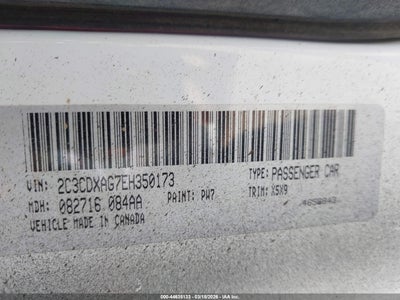 VIN: 2C3CDXAG7EH350173 TYPE: PASSENGER CAR
MDH: 082716 084AA PAINT: PW7 TRIM: X5X9
VEHICLE MADE IN CANADA
000-44635133 - 03/18/2026 - IAA, Inc.